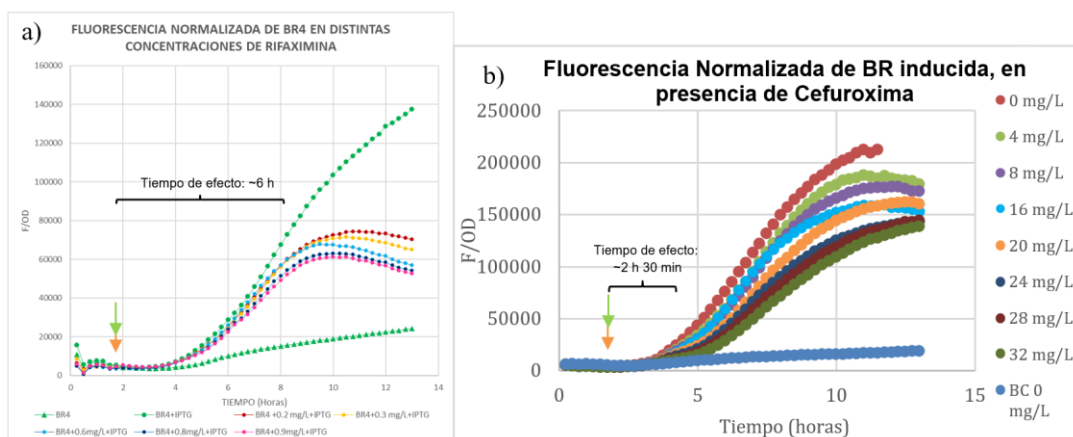 a)
FLUORESCENCIA NORMALIZADA DE BR4 EN DISTINTAS
CONCENTRACIONES DE RIFAXIMINA
F/OD
160000
140000
120000
100000
80000
60000
40000
20000
0
Tiempo de efecto: ~6 h
0 2 4 6 8 10 12 14
TIEMPO (Horas)
BR4 BR4+IPTG BR4 +0.2 mg/L+IPTG BR4+0.3 mg/L+IPTG
BR4+0.6mg/L+IPTG BR4+0.8mg/L+IPTG BR4+0.9mg/L+IPTG
b)
Fluorescencia Normalizada de BR inducida, en
presencia de Cefuroxima
F/OD
250000
200000
150000
100000
50000
0
Tiempo de efecto:
~2 h 30 min
0 5 10 15
Tiempo (horas)
0 mg/L
4 mg/L
8 mg/L
16 mg/L
20 mg/L
24 mg/L
28 mg/L
32 mg/L
BC 0
mg/L